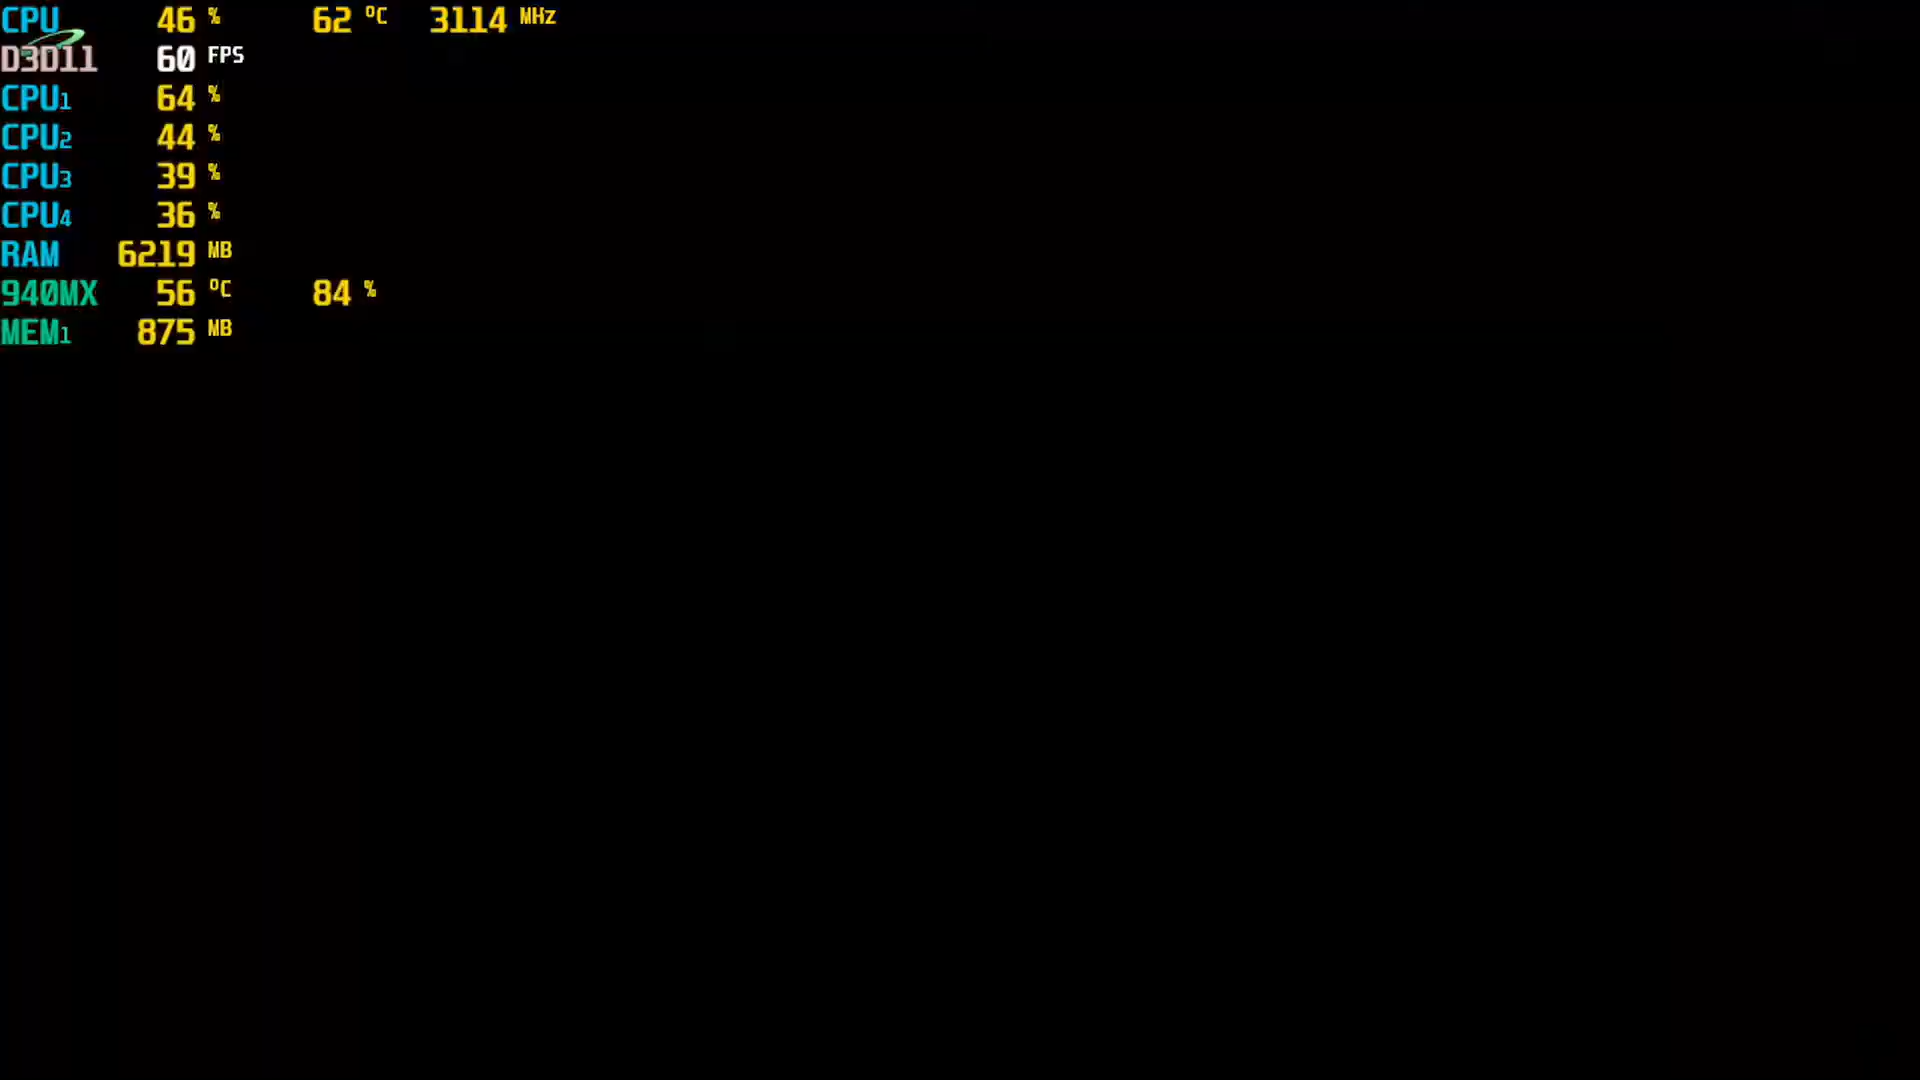 CPU 46 % 62 °C 3114 MHz
D3D11 60 FPS
CPU1 64 %
CPU2 44 %
CPU3 39 %
CPU4 36 %
RAM 6219 MB
940MX 56 °C 84 %
MEM1 875 MB